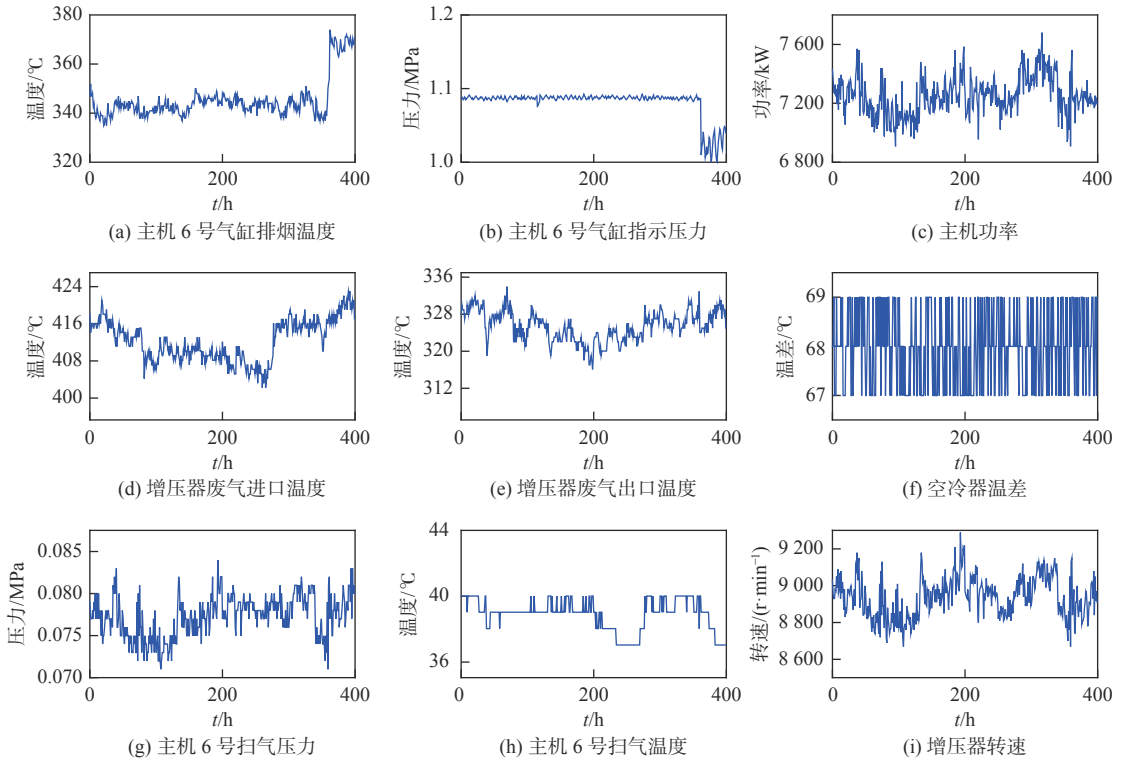 380
360
340
320
温度/℃
0
200
400
t/h
(a) 主机 6 号气缸排烟温度
1.2
1.1
1.0
压力/MPa
0
200
400
t/h
(b) 主机 6 号气缸指示压力
7 600
7 200
6 800
功率/kW
0
200
400
t/h
(c) 主机功率
424
416
408
400
温度/℃
0
200
400
t/h
(d) 增压器废气进口温度
336
328
320
312
温度/℃
0
200
400
t/h
(e) 增压器废气出口温度
69
68
67
温差/℃
0
200
400
t/h
(f) 空冷器温差
0.085
0.080
0.075
0.070
压力/MPa
0
200
400
t/h
(g) 主机 6 号扫气压力
44
40
36
温度/℃
0
200
400
t/h
(h) 主机 6 号扫气温度
9 200
9 000
8 800
8 600
转速/(r·min⁻¹)
0
200
400
t/h
(i) 增压器转速